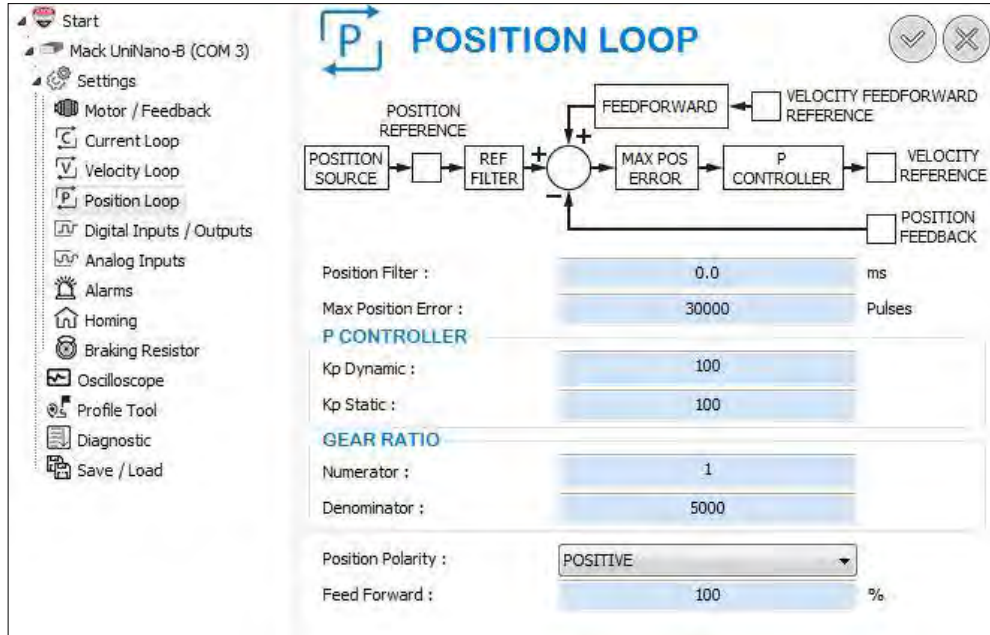 Start
Mack UniNano-B (COM 3)
Settings
Motor / Feedback
C Current Loop
V Velocity Loop
P Position Loop
Digital Inputs / Outputs
Analog Inputs
Alarms
Homing
Braking Resistor
Oscilloscope
Profile Tool
Diagnostic
Save / Load
P POSITION LOOP
POSITION
REFERENCE
FEEDFORWARD
VELOCITY FEEDFORWARD
REFERENCE
POSITION
SOURCE
REF
FILTER
+
+
-
MAX POS
ERROR
P
CONTROLLER
VELOCITY
REFERENCE
POSITION
FEEDBACK
Position Filter : 0.0 ms
Max Position Error : 30000 Pulses
P CONTROLLER
Kp Dynamic : 100
Kp Static : 100
GEAR RATIO
Numerator : 1
Denominator : 5000
Position Polarity : POSITIVE
Feed Forward : 100 %